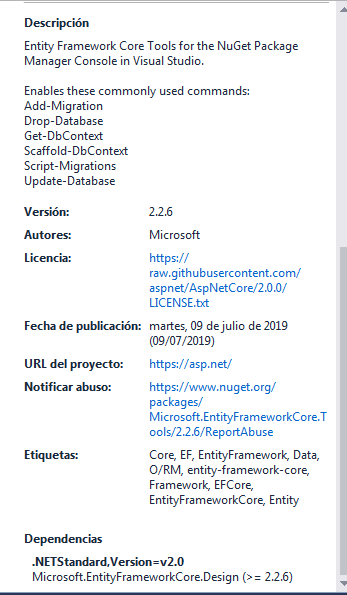 Descripción
Entity Framework Core Tools for the NuGet Package
Manager Console in Visual Studio.
Enables these commonly used commands:
Add-Migration
Drop-Database
Get-DbContext
Scaffold-DbContext
Script-Migrations
Update-Database
Versión: 2.2.6
Autores: Microsoft
Licencia: https://
raw.githubusercontent.com/
aspnet/AspNetCore/2.0.0/
LICENSE.txt
Fecha de publicación: martes, 09 de julio de 2019
(09/07/2019)
URL del proyecto: https://asp.net/
Notificar abuso: https://www.nuget.org/
packages/
Microsoft.EntityFrameworkCore.T
ools/2.2.6/ReportAbuse
Etiquetas: Core, EF, EntityFramework, Data,
O/RM, entity-framework-core,
Framework, EFCore,
EntityFrameworkCore, Entity
Dependencias
.NETStandard,Version=v2.0
Microsoft.EntityFrameworkCore.Design (>= 2.2.6)